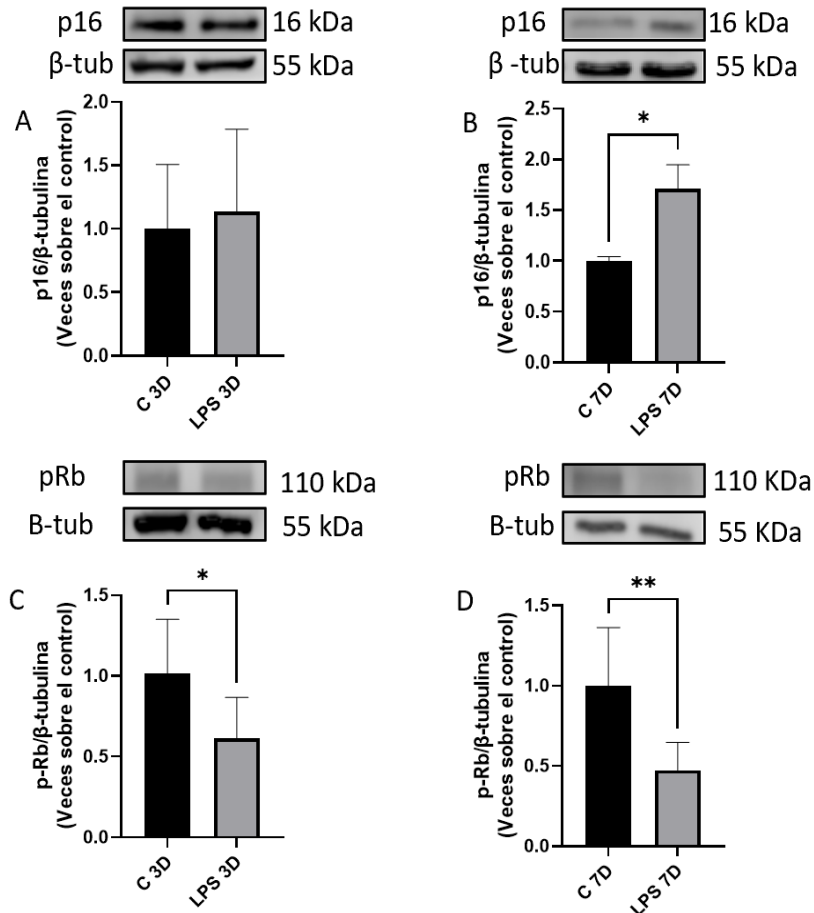 p16 16 kDa
β-tub 55 kDa
A
p16/β-tubulina
(Veces sobre el control)
2.0
1.5
1.0
0.5
0.0
C 3D
LPS 3D
p16 16 kDa
β -tub 55 kDa
B
p16/β-tubulina
(Veces sobre el control)
2.5
2.0
1.5
1.0
0.5
0.0
*
C 7D
LPS 7D
pRb 110 kDa
B-tub 55 kDa
C
p-Rb/β-tubulina
(Veces sobre el control)
1.5
1.0
0.5
0.0
*
C 3D
LPS 3D
pRb 110 KDa
B-tub 55 KDa
D
p-Rb/β-tubulina
(Veces sobre el control)
1.5
1.0
0.5
0.0
**
C 7D
LPS 7D